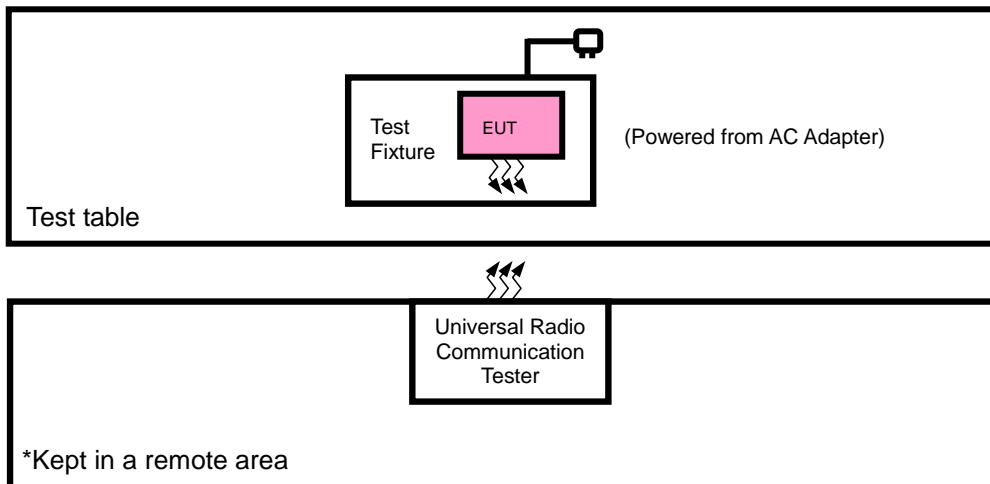 Test
Fixture
EUT
(Powered from AC Adapter)
Test table
Universal Radio
Communication
Tester
*Kept in a remote area